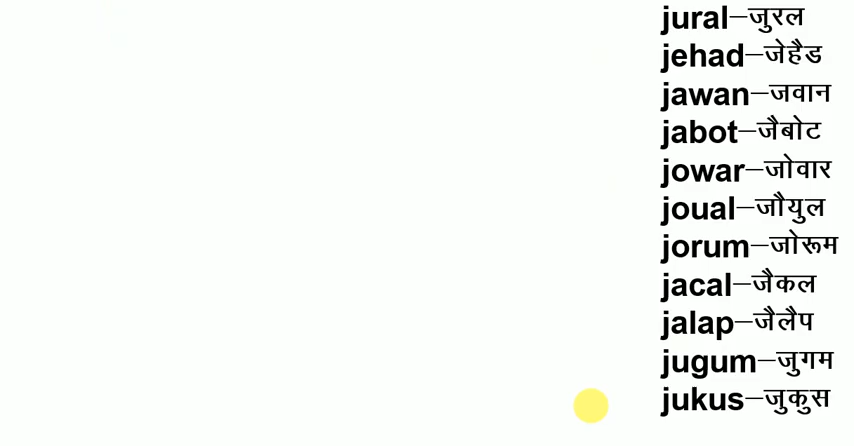 jural–जुरल
jehad–जेहैड
jawan–जवान
jabot–जैबोट
jowar–जोवार
joual–जौयुल
jorum–जोरूम
jacal–जैकल
jalap–जैलैप
jugum–जुगम
jukus–जुकुस